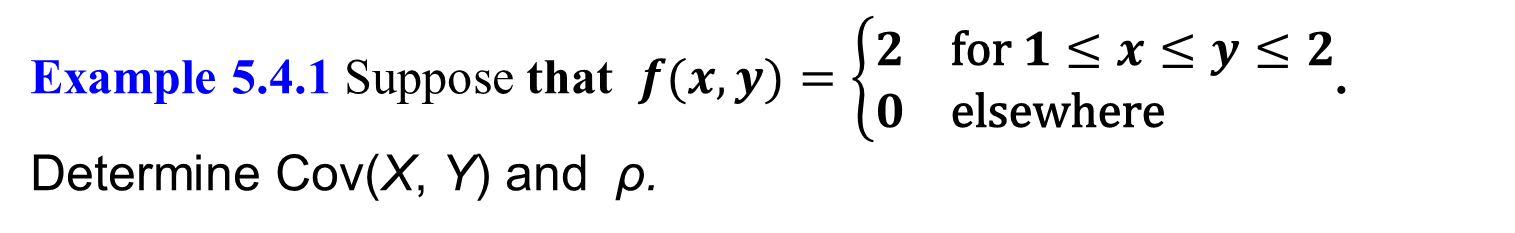 Example 5.4.1 Suppose that f(x, y) = {2 for 1 ≤ x ≤ y ≤ 2
0 elsewhere.
Determine Cov(X, Y) and ρ.